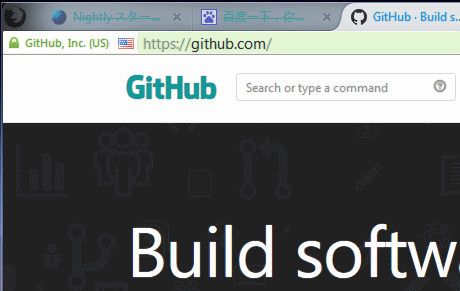 Nightly スター...
百度一下，你...
GitHub · Build s...
GitHub, Inc. (US)
https://github.com/
GitHub
Search or type a command
Build softwa